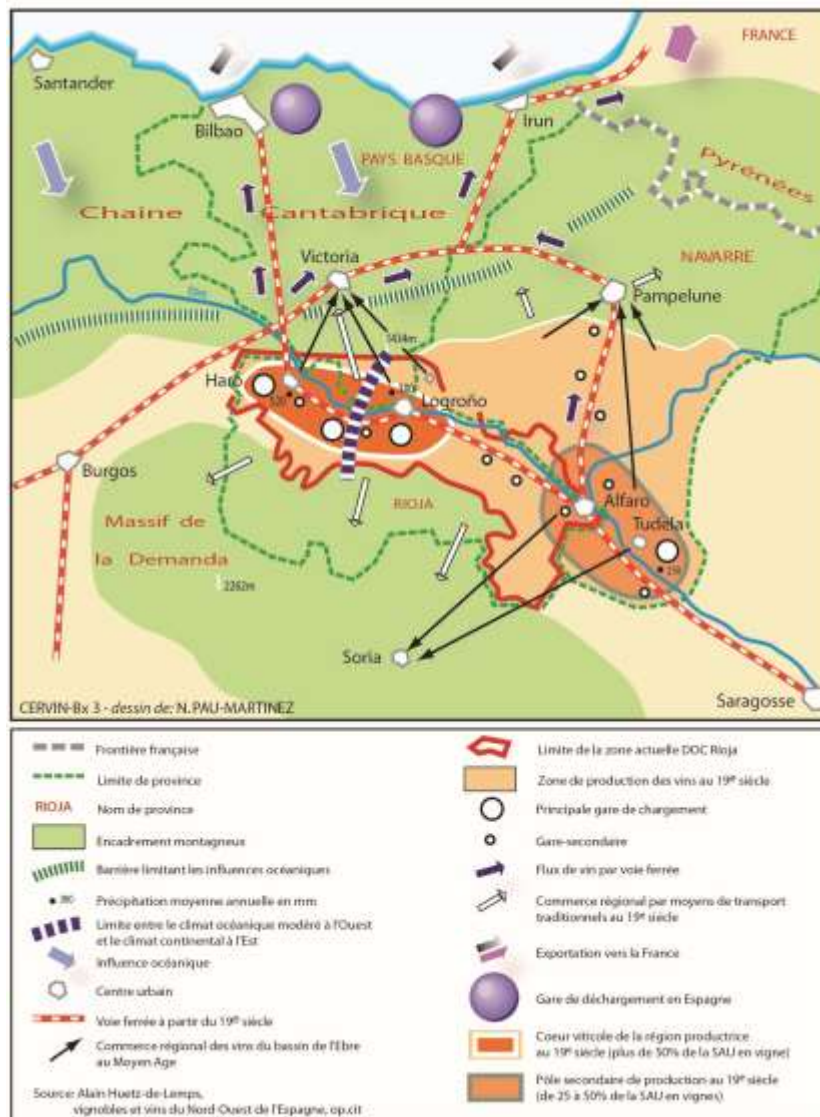 FRANCE
Santander
Bilbao
Irun
PAYS BASQUE
Pyrénées
Chaine Cantabrique
Victoria
NAVARRE
Pampelune
1434m
Haro
Logroño
Burgos
RIOJA
Alfaro
Tudela
Massif de
la Demanda
2262m
Soria
Saragosse
CERVIN-Bx 3 - dessin de; N. PAU-MARTINEZ
Frontière française
Limite de province
RIOJA Nom de province
Encadrement montagneux
Barrière limitant les influences océaniques
Précipitation moyenne annuelle en mm
Limite entre le climat océanique modéré à l'Ouest
et le climat continental à l'Est
Influence océanique
Centre urbain
Voie ferrée à partir du 19e siècle
Commerce régional des vins du bassin de l'Ebre
au Moyen Age
Source: Alain Huetz-de-Lemps,
vignobles et vins du Nord-Ouest de l'Espagne, op.cit
Limite de la zone actuelle DOC Rioja
Zone de production des vins au 19e siècle
Principale gare de chargement
Gare-secondaire
Flux de vin par voie ferrée
Commerce régional par moyens de transport
traditionnels au 19e siècle
Exportation vers la France
Gare de déchargement en Espagne
Coeur viticole de la région productrice
au 19e siècle (plus de 50% de la SAU en vigne)
Pôle secondaire de production au 19e siècle
(de 25 à 50% de la SAU en vignes)